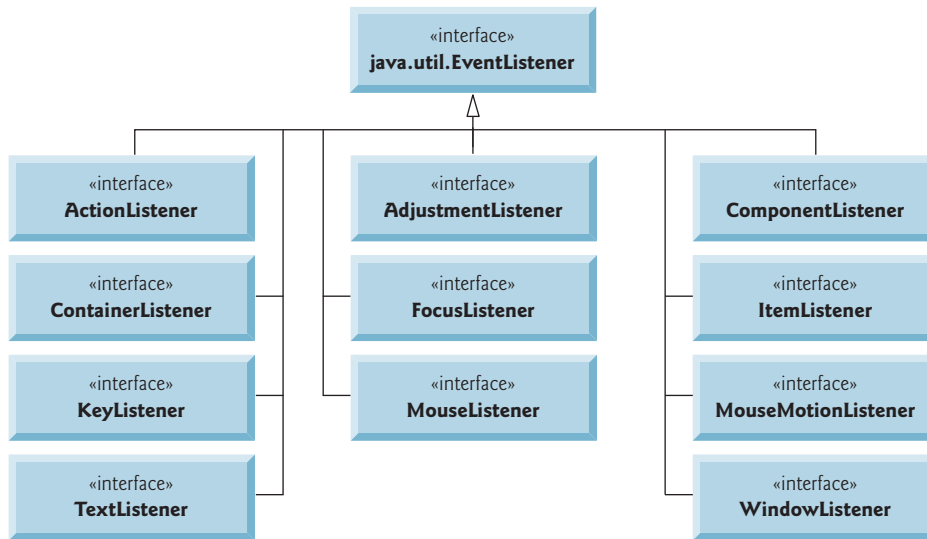 «interface»
java.util.EventListener
«interface»
ActionListener
«interface»
AdjustmentListener
«interface»
ComponentListener
«interface»
ContainerListener
«interface»
FocusListener
«interface»
ItemListener
«interface»
KeyListener
«interface»
MouseListener
«interface»
MouseMotionListener
«interface»
TextListener
«interface»
WindowListener